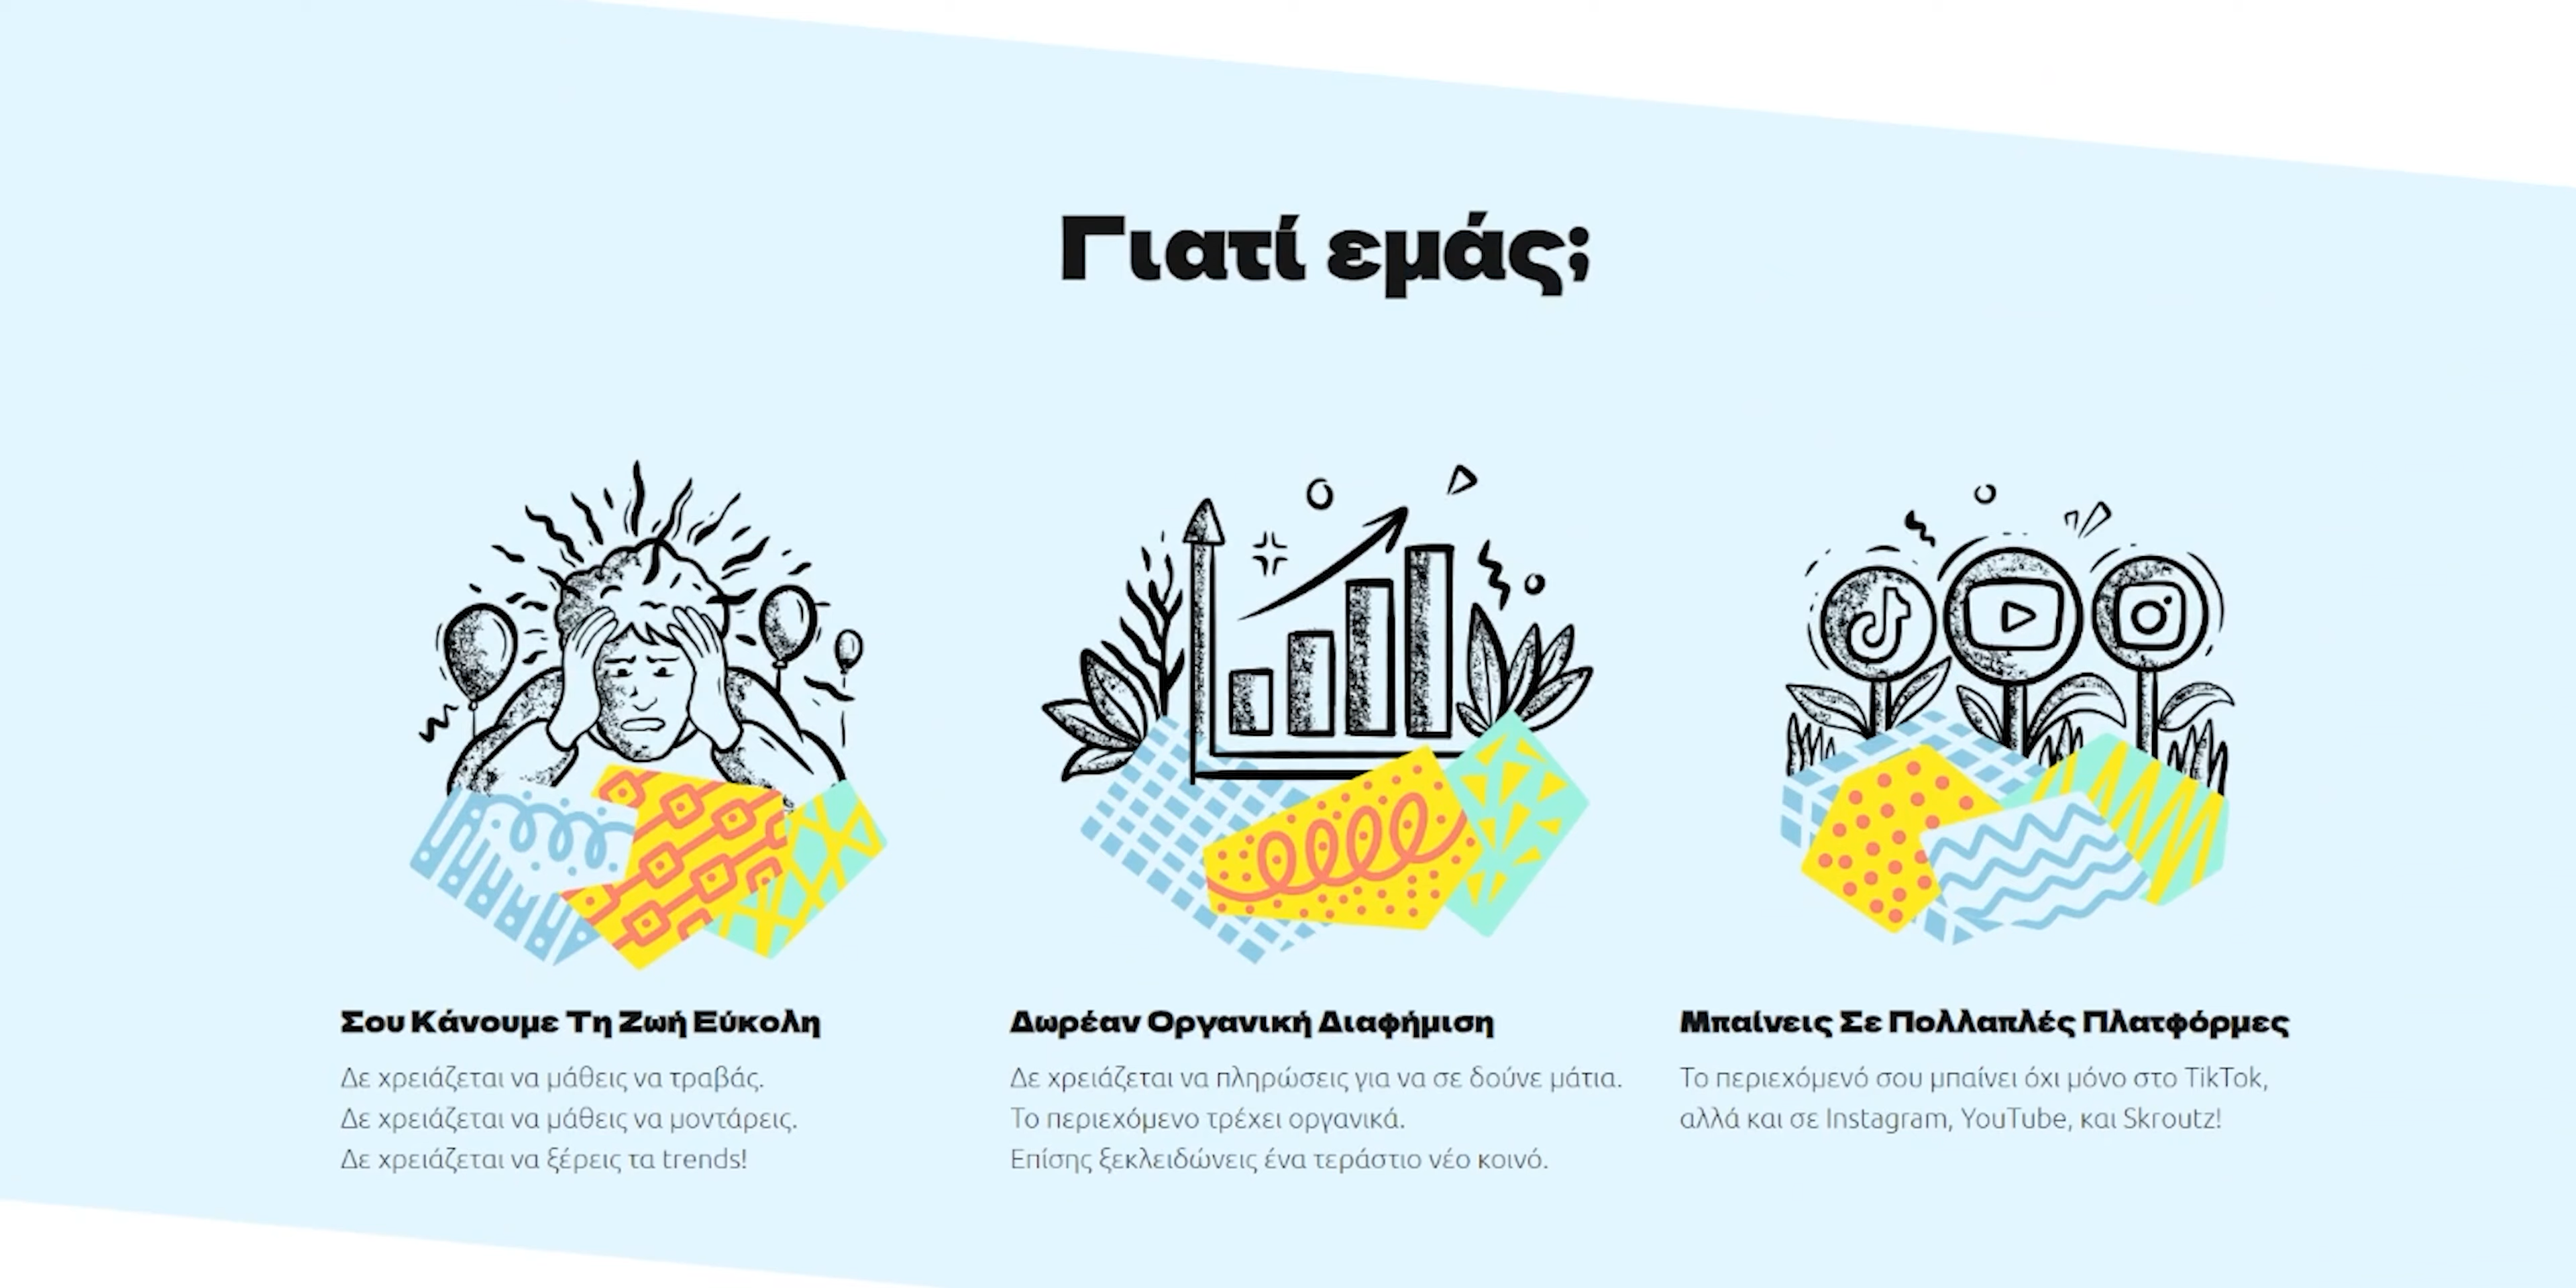 Γιατί εμάς;
Σου Κάνουμε Τη Ζωή Εύκολη
Δε χρειάζεται να μάθεις να τραβάς.
Δε χρειάζεται να μάθεις να μοντάρεις.
Δε χρειάζεται να ξέρεις τα trends!
Δωρέαν Οργανική Διαφήμιση
Δε χρειάζεται να πληρώσεις για να σε δούνε μάτια.
Το περιεχόμενο τρέχει οργανικά.
Επίσης ξεκλειδώνεις ένα τεράστιο νέο κοινό.
Μπαίνεις Σε Πολλαπλές Πλατφόρμες
Το περιεχόμενό σου μπαίνει όχι μόνο στο TikTok,
αλλά και σε Instagram, YouTube, και Skroutz!